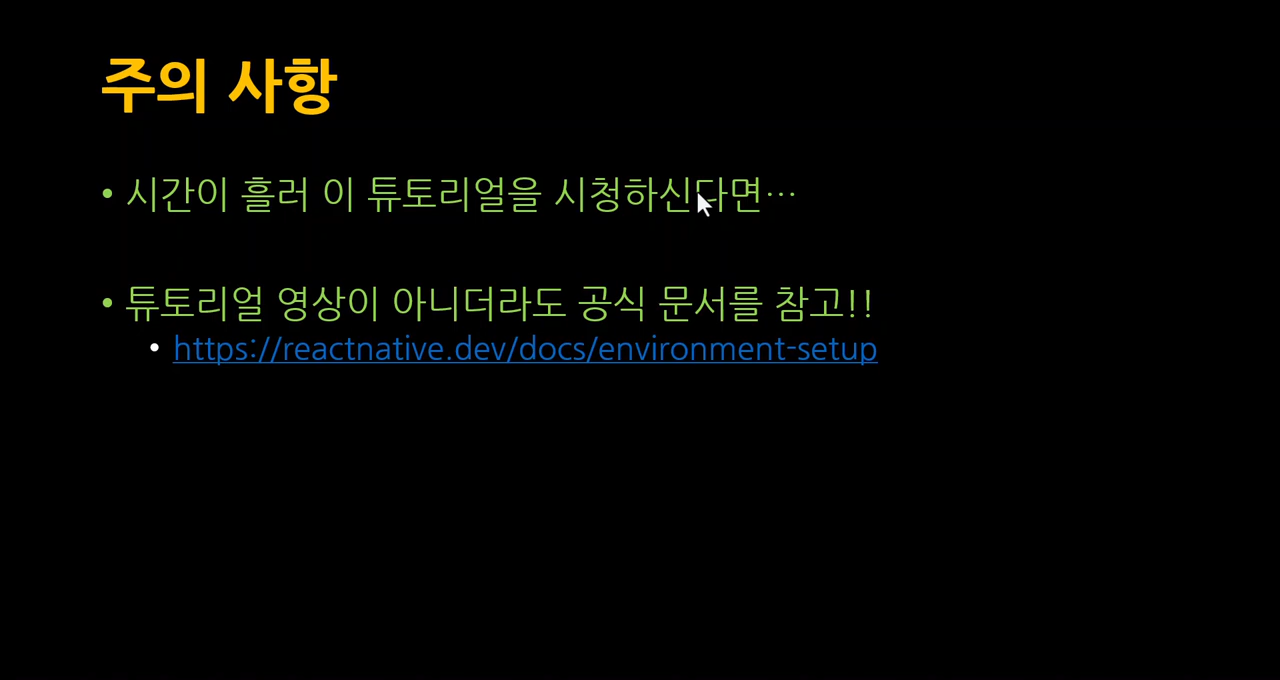 주의 사항
• 시간이 흘러 이 튜토리얼을 시청하신다면…
• 튜토리얼 영상이 아니더라도 공식 문서를 참고!!
• https://reactnative.dev/docs/environment-setup